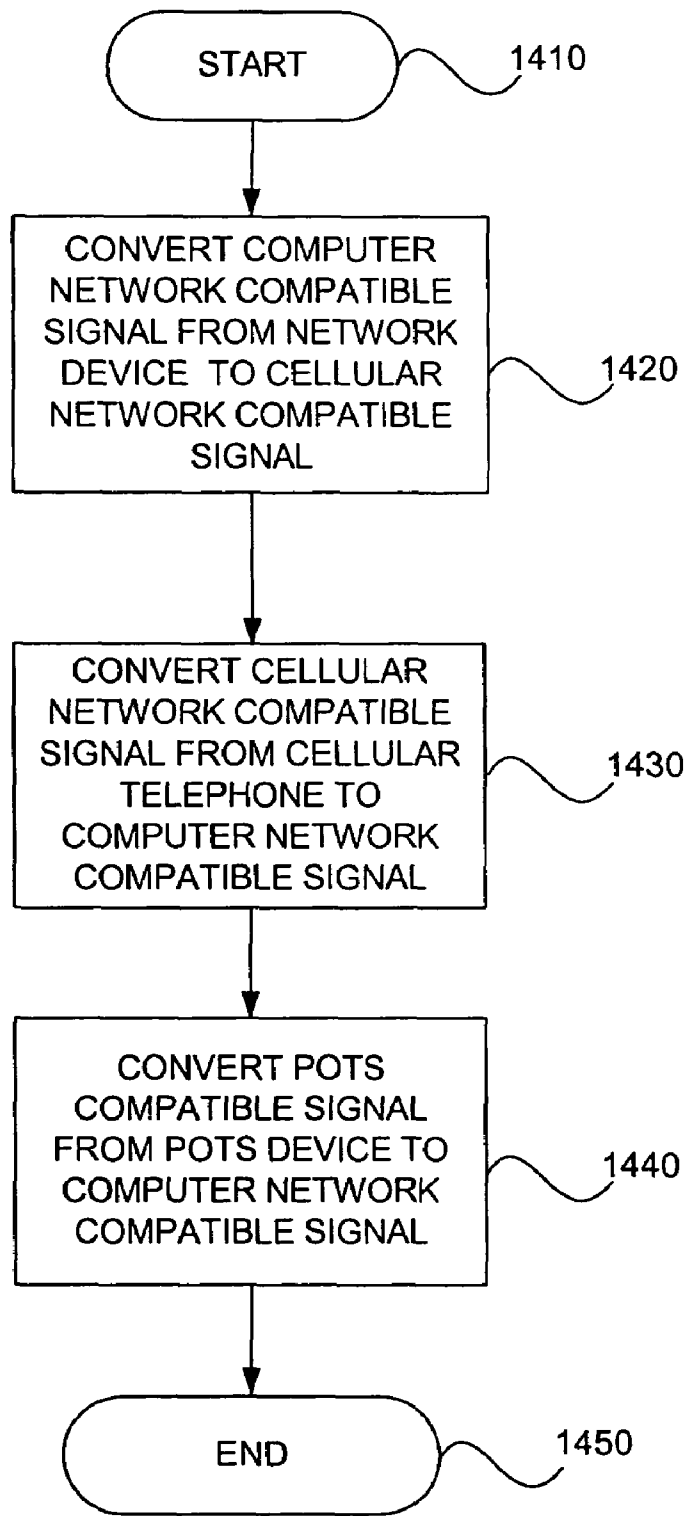 START
1410
CONVERT COMPUTER
NETWORK COMPATIBLE
SIGNAL FROM NETWORK
DEVICE TO CELLULAR
NETWORK COMPATIBLE
SIGNAL
1420
CONVERT CELLULAR
NETWORK COMPATIBLE
SIGNAL FROM CELLULAR
TELEPHONE TO
COMPUTER NETWORK
COMPATIBLE SIGNAL
1430
CONVERT POTS
COMPATIBLE SIGNAL
FROM POTS DEVICE TO
COMPUTER NETWORK
COMPATIBLE SIGNAL
1440
END
1450